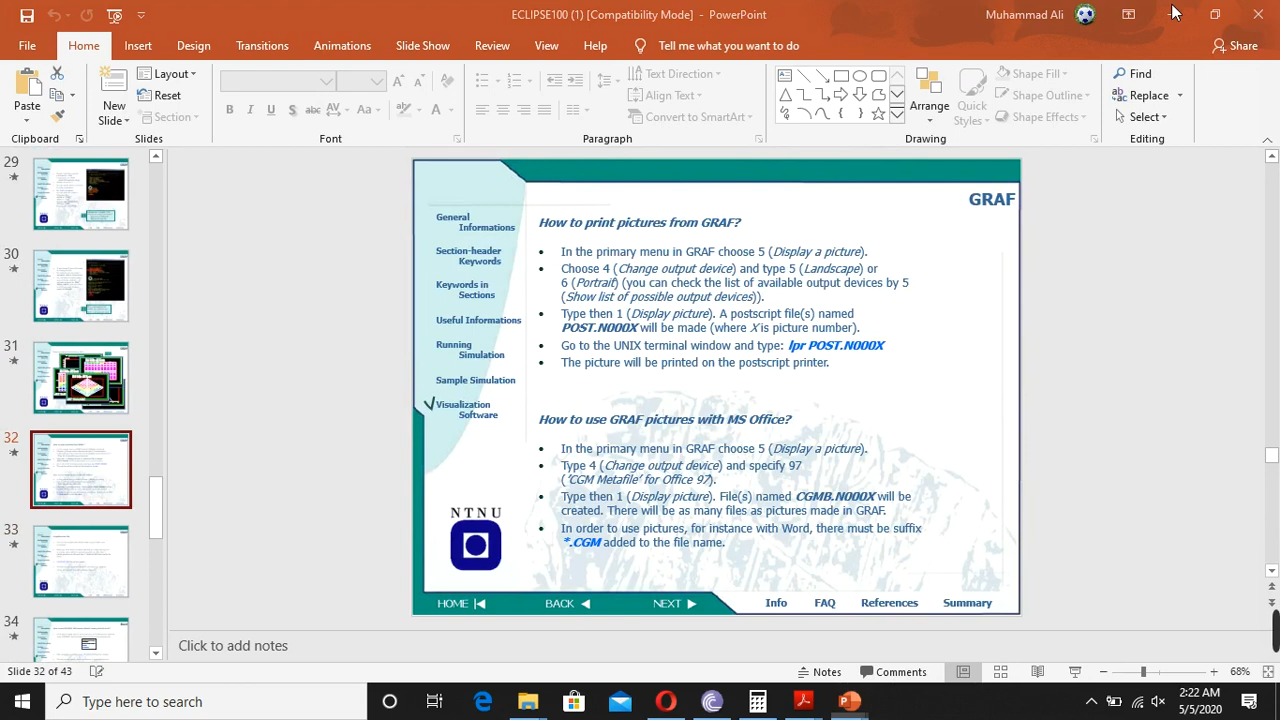 ECLIPSE100 (1) [Compatibility Mode] - PowerPoint
Muhammad Ali
File Home Insert Design Transitions Animations Slide Show Review View Help Tell me what you want to do Share
Paste
New Slide
Layout
Reset
Section
B I U S abc AV Aa A
Text Direction
Align Text
Convert to SmartArt
Arrange
Quick Styles
Shape Fill
Shape Outline
Shape Effects
Find
Replace
Select
Clipboard Slides Font Paragraph Drawing Editing
29
30
31
32
33
34
GRAF
General
Informations
Section-header
Keywords
Keywords in
Sections
Useful Informations
Running
Simulation
Sample Simulation
Visualization
Software
NTNU
How to print pictures from GRAF?
• In the primary menu in GRAF choose 5 (Display a picture).
• Choose 4 (Change output device) and type 5 (Landscape) or
6 (Portrait) (you can check the list of available output devices by 5
(Show list of possible output devices)).
• Type then 1 (Display picture). A postscript file(s) named
POST.N000X will be made (where X is picture number).
• Go to the UNIX terminal window and type: lpr POST.N000X
• The picture will be printed on the postscript printer.
How to use GRAF pictures with MS Office?
• In the primary menu in GRAF choose 5 (Display a picture).
• Type 4 (Change output device) and specify 97
('CGM Metafile' for Office 97).
• Type then 1 (Display picture). File(s) named CGMB.N000X will be
created. There will be as many files as pictures made in GRAF.
• In order to use pictures, for instance with Word, there must be suffix
*.CGM added to the file name.
HOME BACK NEXT Info FAQ References Summary
Click to add notes
Slide 32 of 43 Notes Comments 68%
Type here to search
2:22 AM
5/5/2020